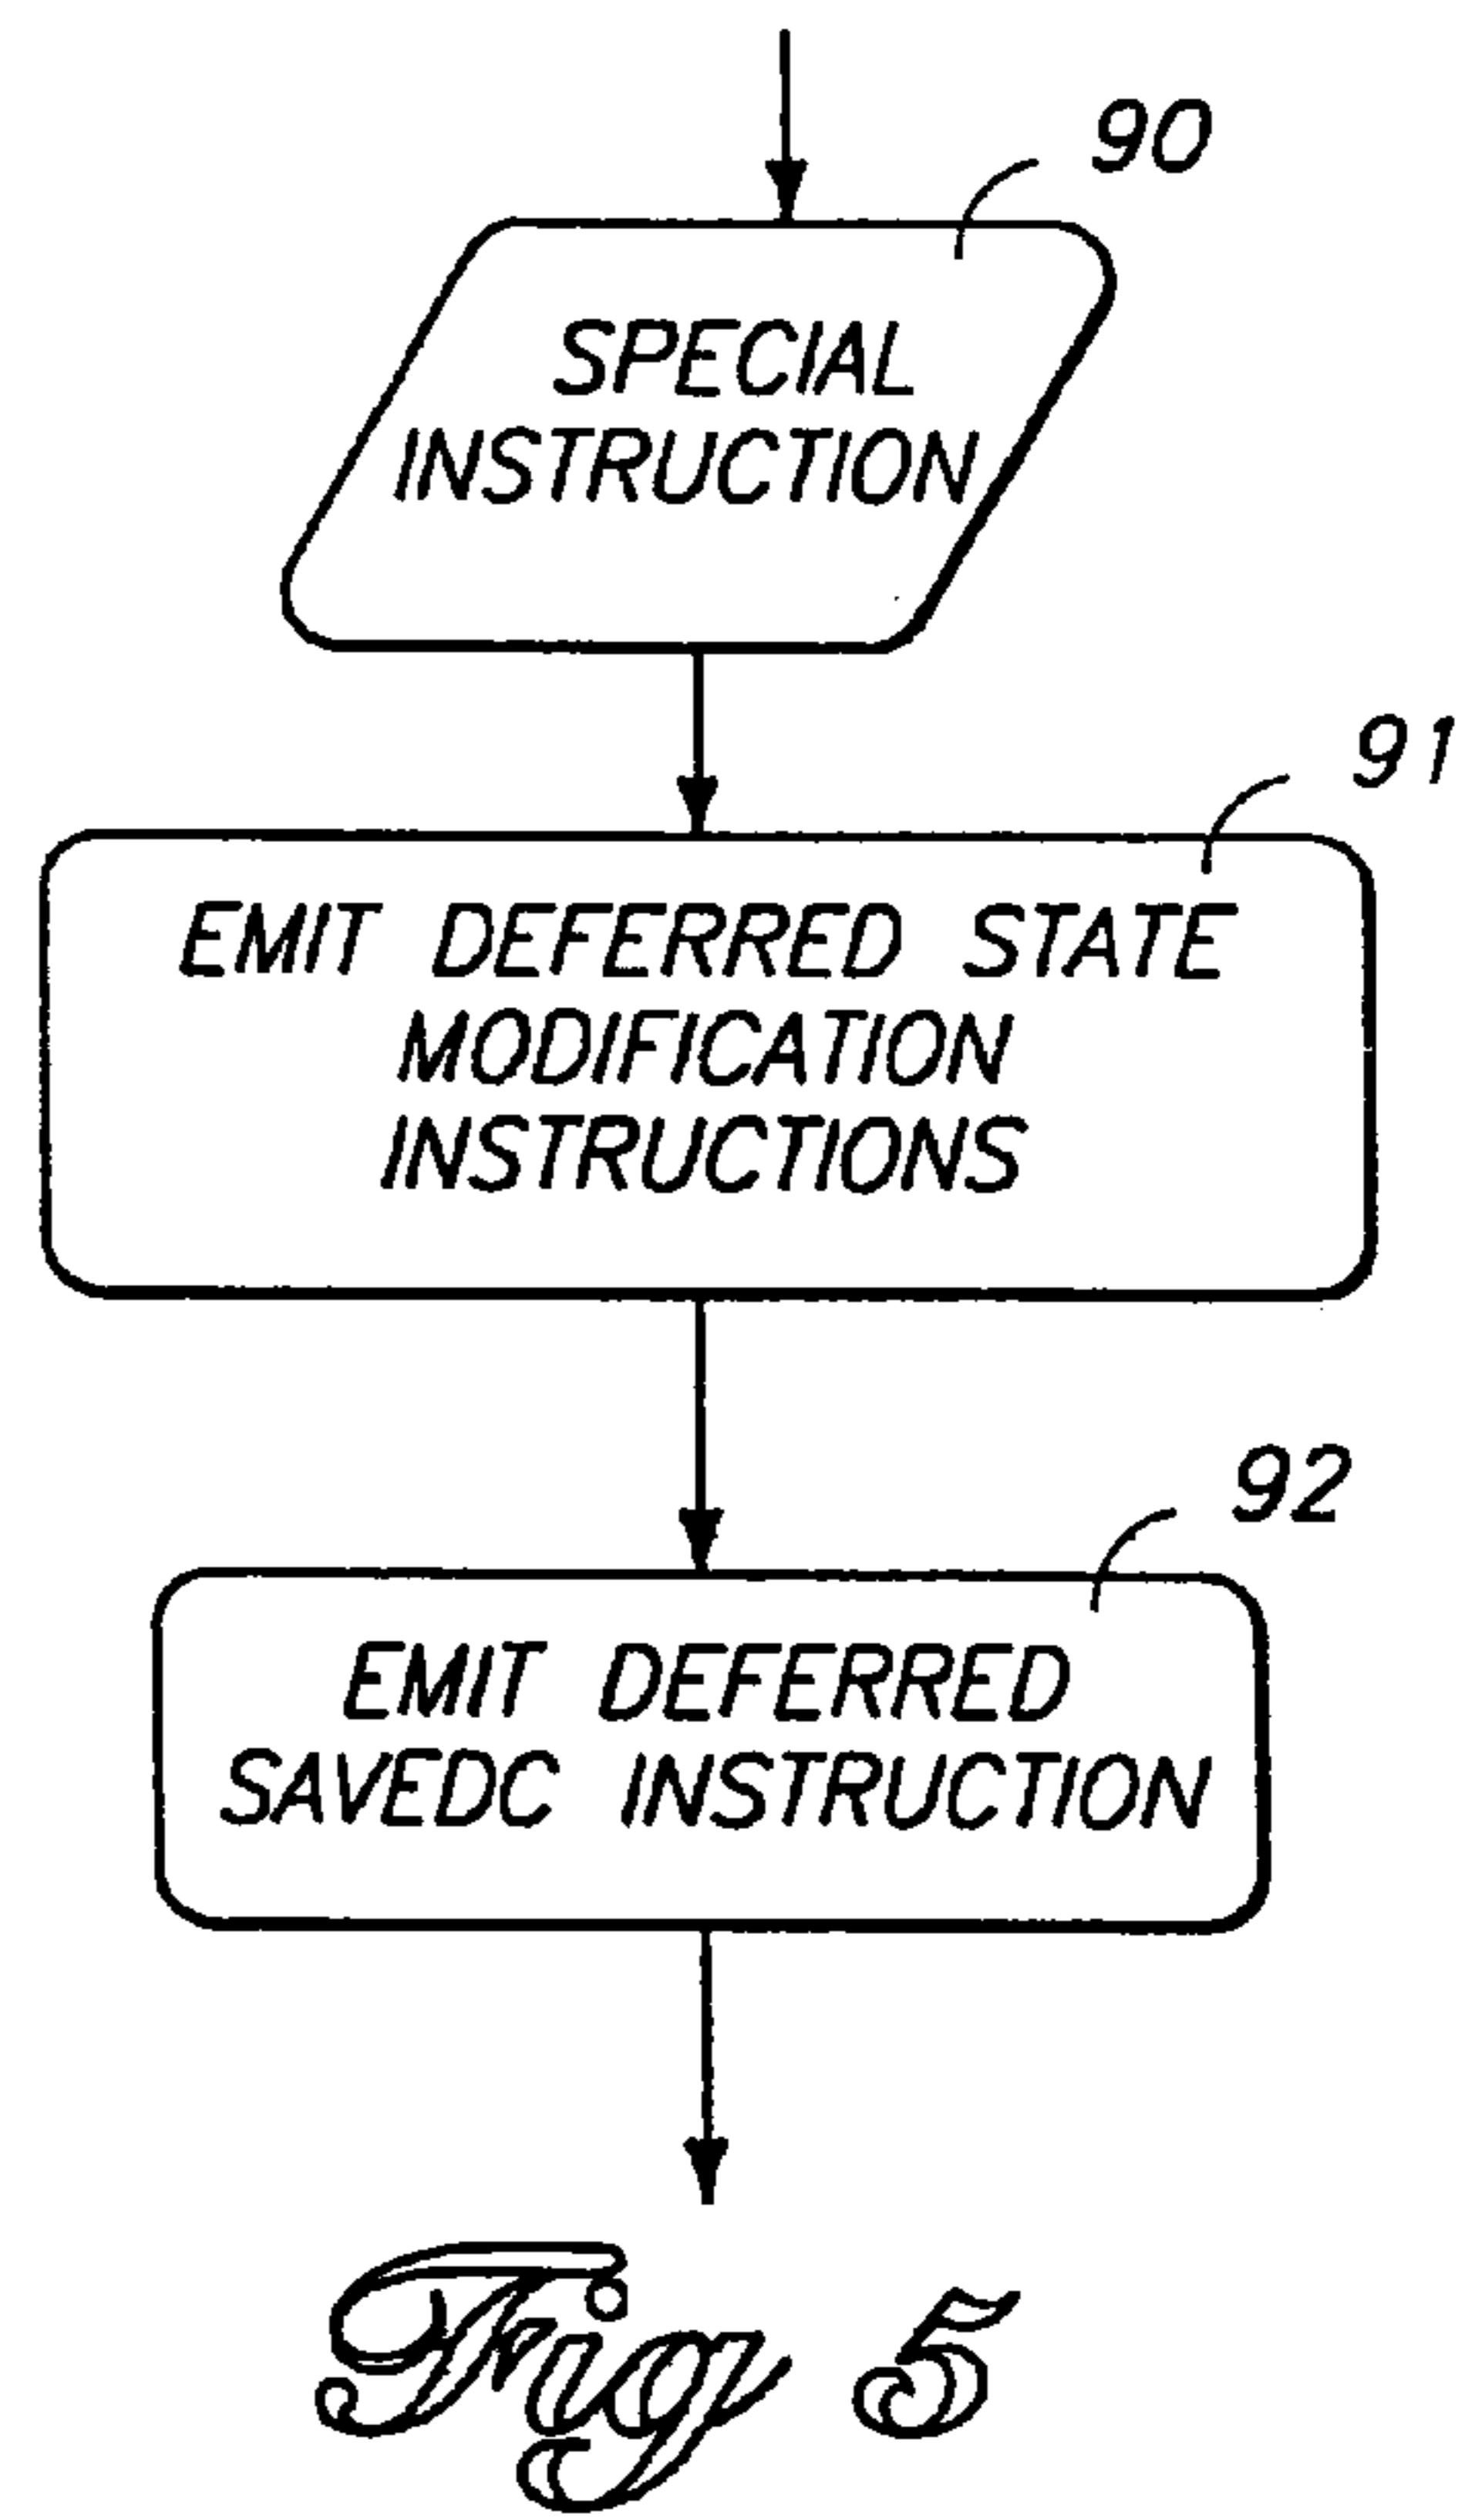 90
SPECIAL
INSTRUCTION
91
EMIT DEFERRED STATE
MODIFICATION
INSTRUCTIONS
92
EMIT DEFERRED
SAVEDC INSTRUCTION
Fig 5